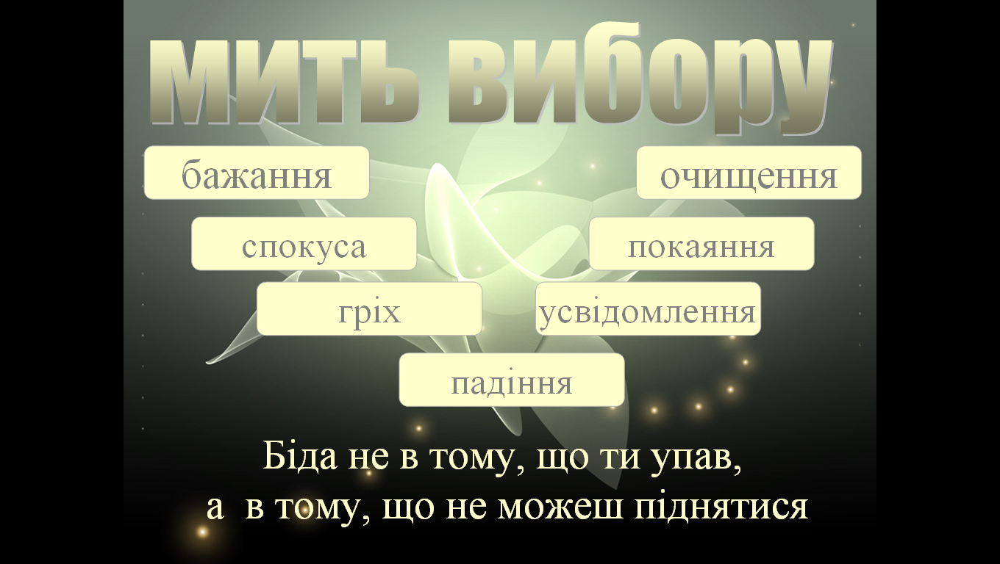 мить вибору
бажання
очищення
спокуса
покаяння
гріх
усвідомлення
падіння
Біда не в тому, що ти упав,
а в тому, що не можеш піднятися